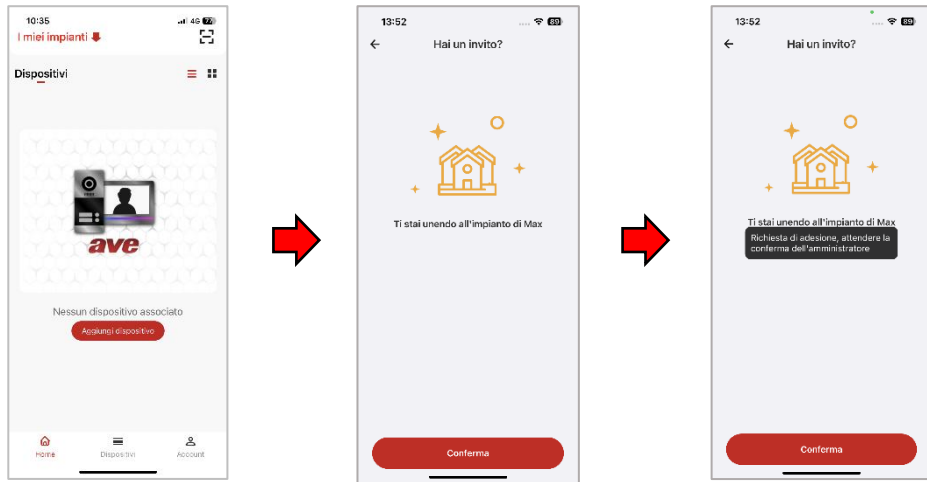 10:35
4G 77
I miei impianti
Dispositivi
ave
Nessun dispositivo associato
Aggiungi dispositivo
Home
Dispositivi
Account
13:52
89
Hai un invito?
Ti stai unendo all'impianto di Max
Conferma
13:52
89
Hai un invito?
Ti stai unendo all'impianto di Max
Richiesta di adesione, attendere la
conferma dell'amministratore
Conferma